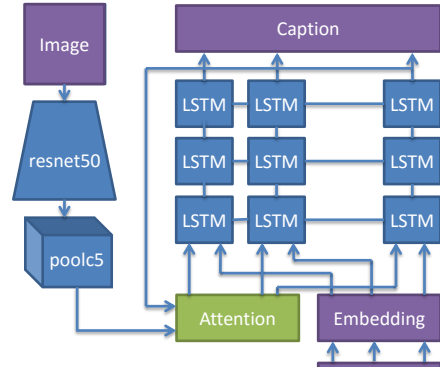 Image
Caption
LSTM LSTM LSTM
resnet50
LSTM LSTM LSTM
LSTM LSTM LSTM
poolc5
Attention
Embedding